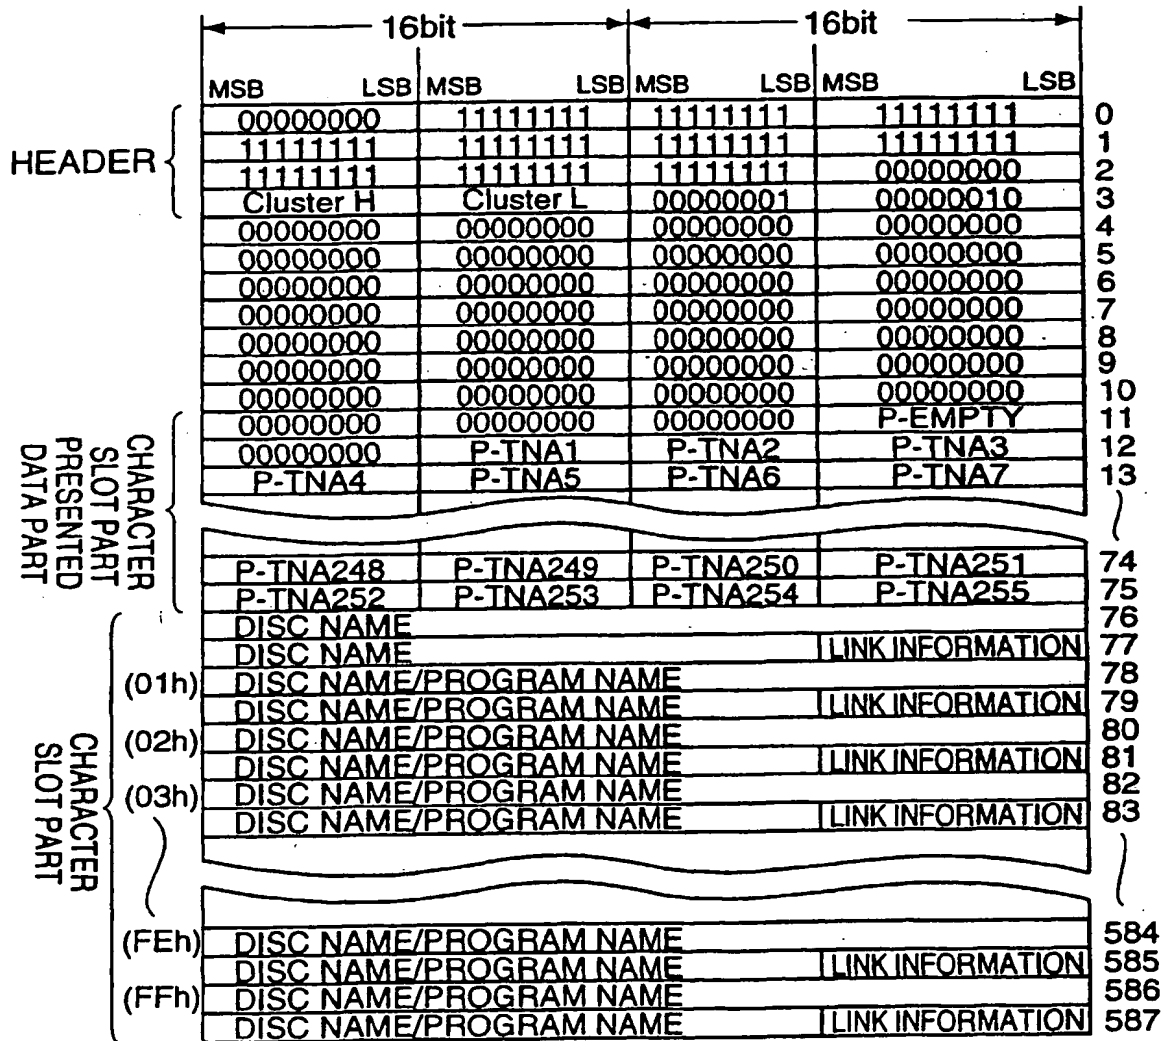 16bit 16bit
MSB LSB MSB LSB MSB LSB MSB LSB
HEADER
00000000 11111111 11111111 11111111 0
11111111 11111111 11111111 11111111 1
11111111 11111111 11111111 00000000 2
Cluster H Cluster L 00000001 00000010 3
00000000 00000000 00000000 00000000 4
00000000 00000000 00000000 00000000 5
00000000 00000000 00000000 00000000 6
00000000 00000000 00000000 00000000 7
00000000 00000000 00000000 00000000 8
00000000 00000000 00000000 00000000 9
00000000 00000000 00000000 00000000 10
CHARACTER
SLOT PART
PRESENTED
DATA PART
00000000 00000000 00000000 P-EMPTY 11
00000000 P-TNA1 P-TNA2 P-TNA3 12
P-TNA4 P-TNA5 P-TNA6 P-TNA7 13
P-TNA248 P-TNA249 P-TNA250 P-TNA251 74
P-TNA252 P-TNA253 P-TNA254 P-TNA255 75
CHARACTER
SLOT PART
DISC NAME 76
DISC NAME LINK INFORMATION 77
(01h) DISC NAME/PROGRAM NAME 78
DISC NAME/PROGRAM NAME LINK INFORMATION 79
(02h) DISC NAME/PROGRAM NAME 80
DISC NAME/PROGRAM NAME LINK INFORMATION 81
(03h) DISC NAME/PROGRAM NAME 82
DISC NAME/PROGRAM NAME LINK INFORMATION 83
(FEh) DISC NAME/PROGRAM NAME 584
DISC NAME/PROGRAM NAME LINK INFORMATION 585
(FFh) DISC NAME/PROGRAM NAME 586
DISC NAME/PROGRAM NAME LINK INFORMATION 587